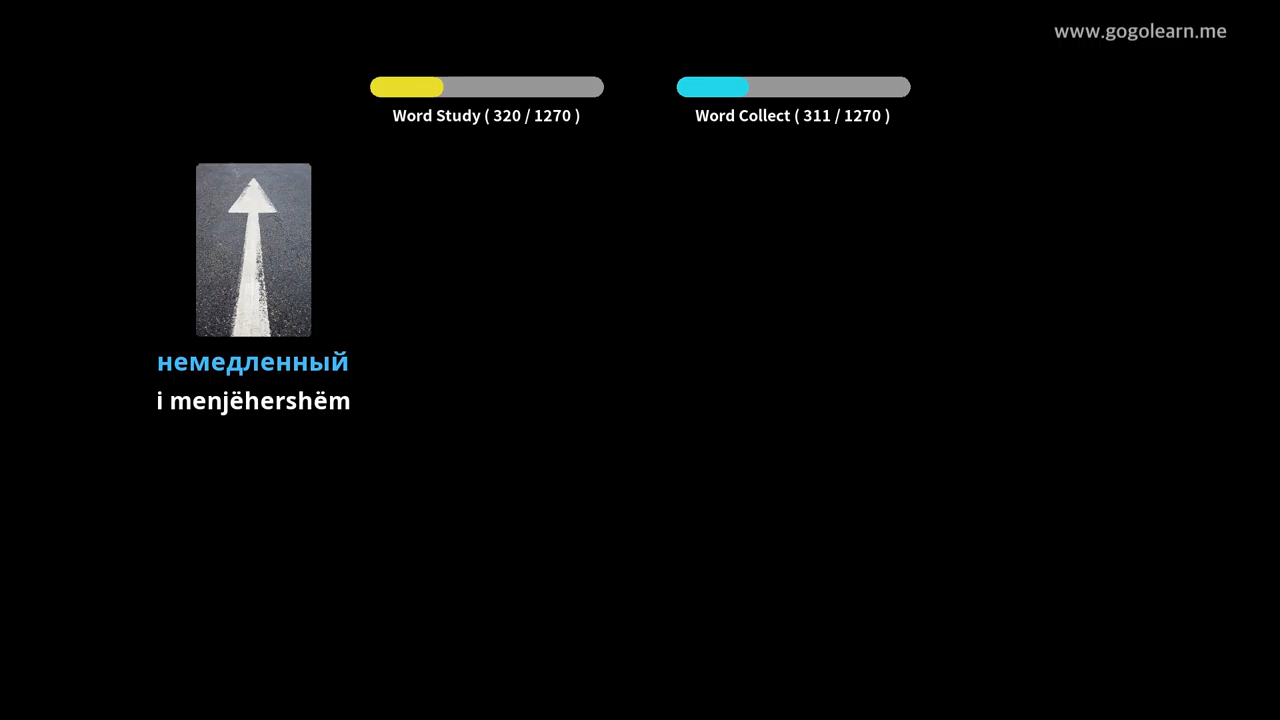 www.gogolearn.me
Word Study ( 320 / 1270 )
Word Collect ( 311 / 1270 )
немедленный
i menjëhershëm